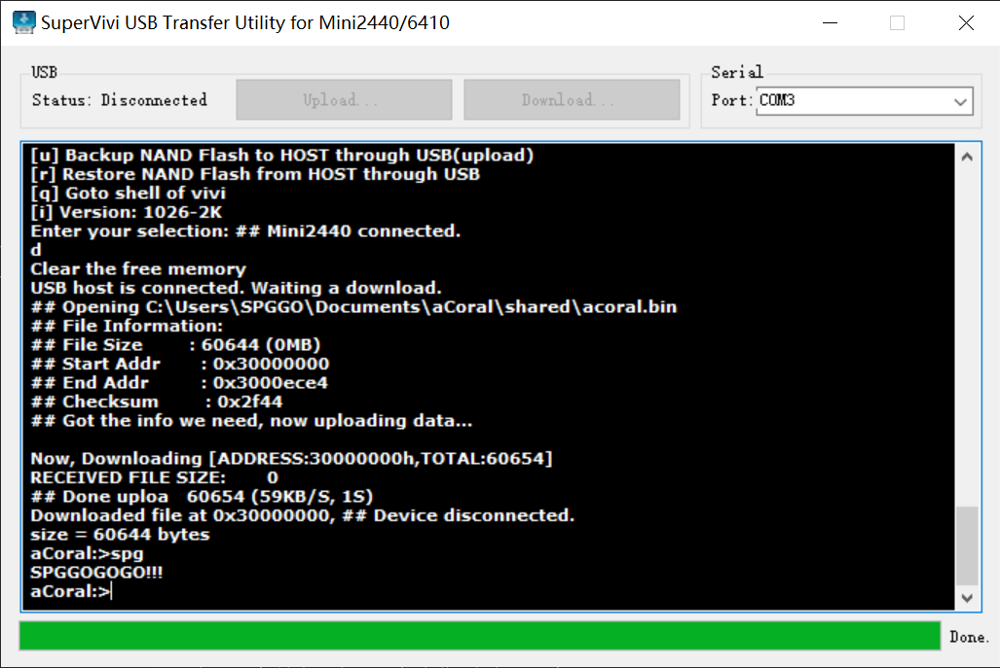 SuperVivi USB Transfer Utility for Mini2440/6410
USB
Status: Disconnected
Upload...
Download...
Serial
Port: COM3
[u] Backup NAND Flash to HOST through USB(upload)
[r] Restore NAND Flash from HOST through USB
[q] Goto shell of vivi
[i] Version: 1026-2K
Enter your selection: ## Mini2440 connected.
d
Clear the free memory
USB host is connected. Waiting a download.
## Opening C:\Users\SPGGO\Documents\aCoral\shared\acoral.bin
## File Information:
## File Size : 60644 (0MB)
## Start Addr : 0x30000000
## End Addr : 0x3000ece4
## Checksum : 0x2f44
## Got the info we need, now uploading data...
Now, Downloading [ADDRESS:30000000h,TOTAL:60654]
RECEIVED FILE SIZE: 0
## Done uploa 60654 (59KB/S, 1S)
Downloaded file at 0x30000000, ## Device disconnected.
size = 60644 bytes
aCoral:>spg
SPGGOGOGO!!!
aCoral:>
Done.